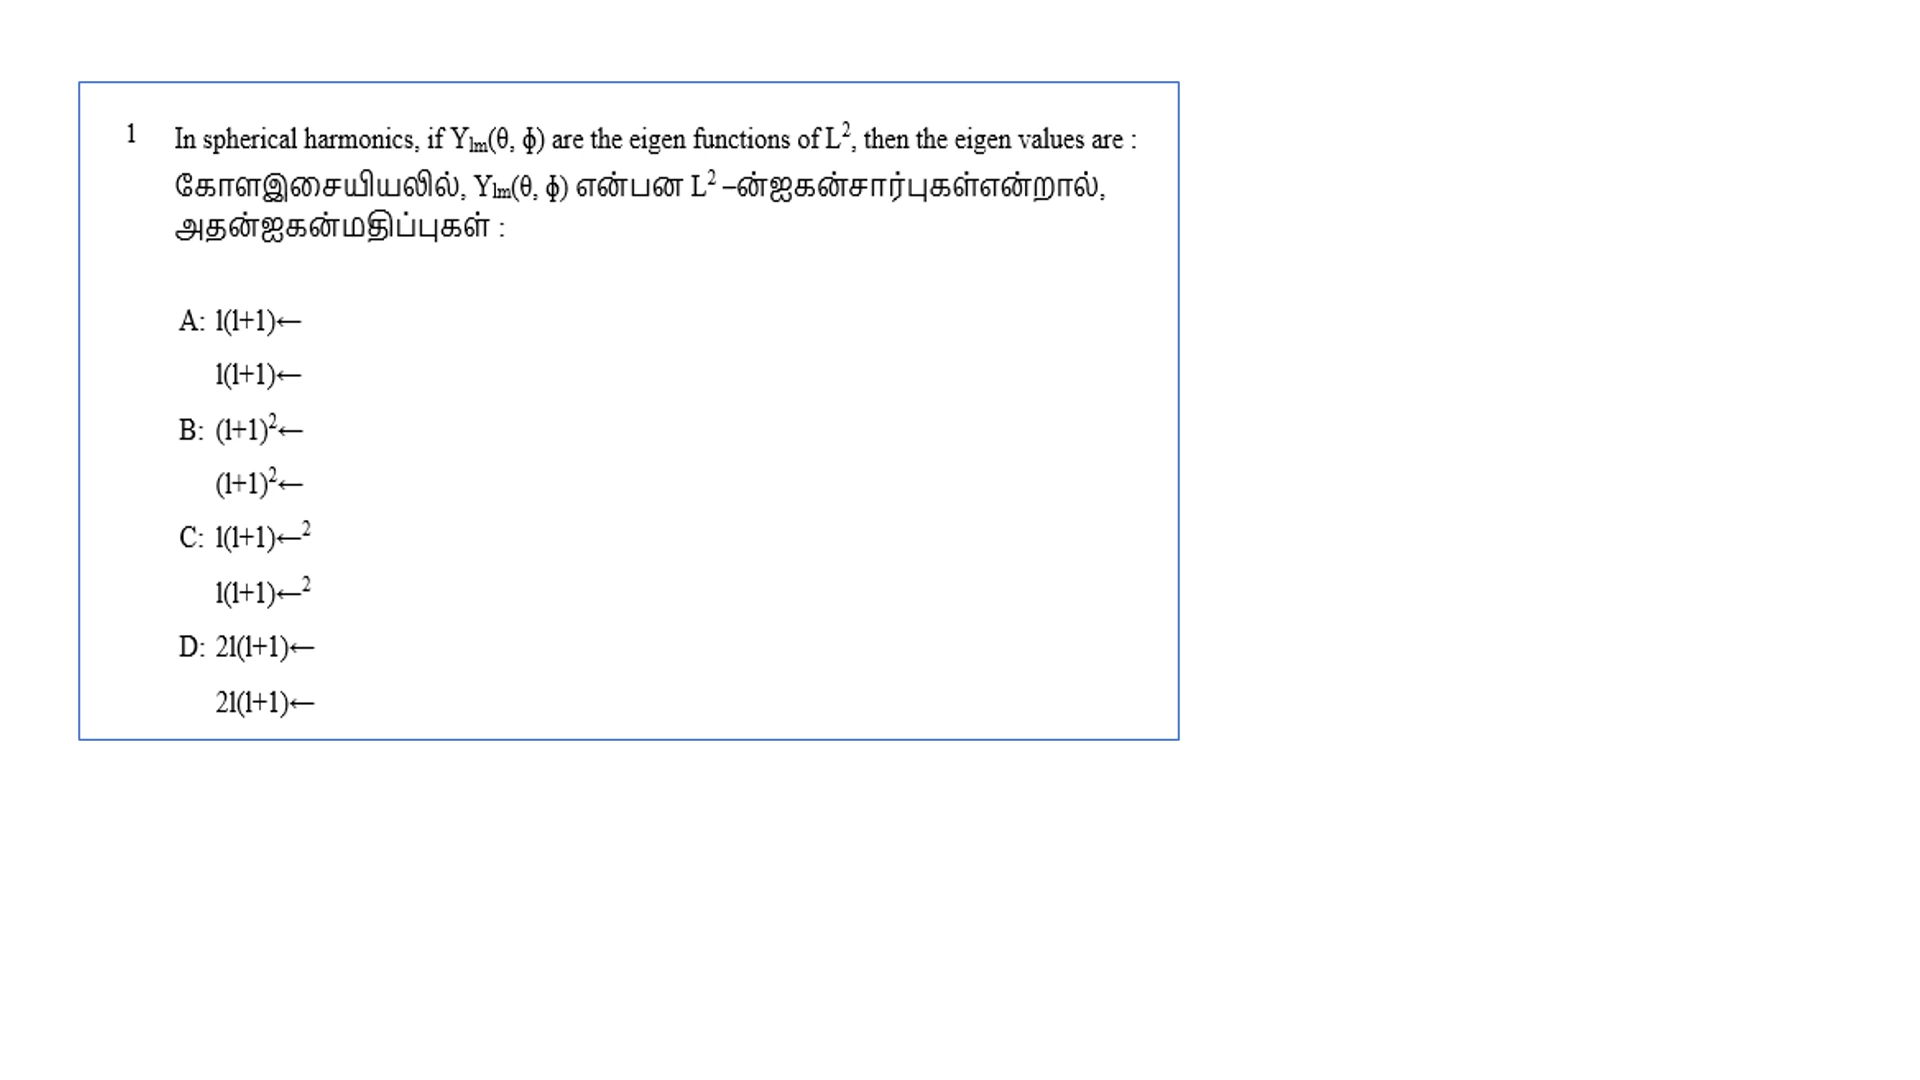 1 In spherical harmonics, if Ylm(θ, ϕ) are the eigen functions of L², then the eigen values are :
கோளஇசையியலில், Ylm(θ, ϕ) என்பன L² –ன்ஐகன்சார்புகள்என்றால்,
அதன்ஐகன்மதிப்புகள் :
A: l(l+1)←
l(l+1)←
B: (l+1)²←
(l+1)²←
C: l(l+1)←²
l(l+1)←²
D: 2l(l+1)←
2l(l+1)←